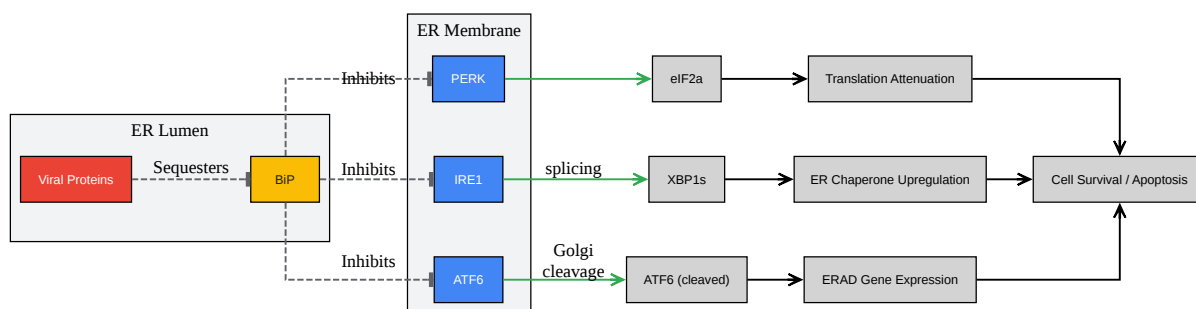 ER Membrane
Inhibits
PERK
eIF2a
Translation Attenuation
ER Lumen
Viral Proteins
Sequesters
BiP
Inhibits
IRE1
splicing
XBP1s
ER Chaperone Upregulation
Cell Survival / Apoptosis
Inhibits
ATF6
Golgi
cleavage
ATF6 (cleaved)
ERAD Gene Expression